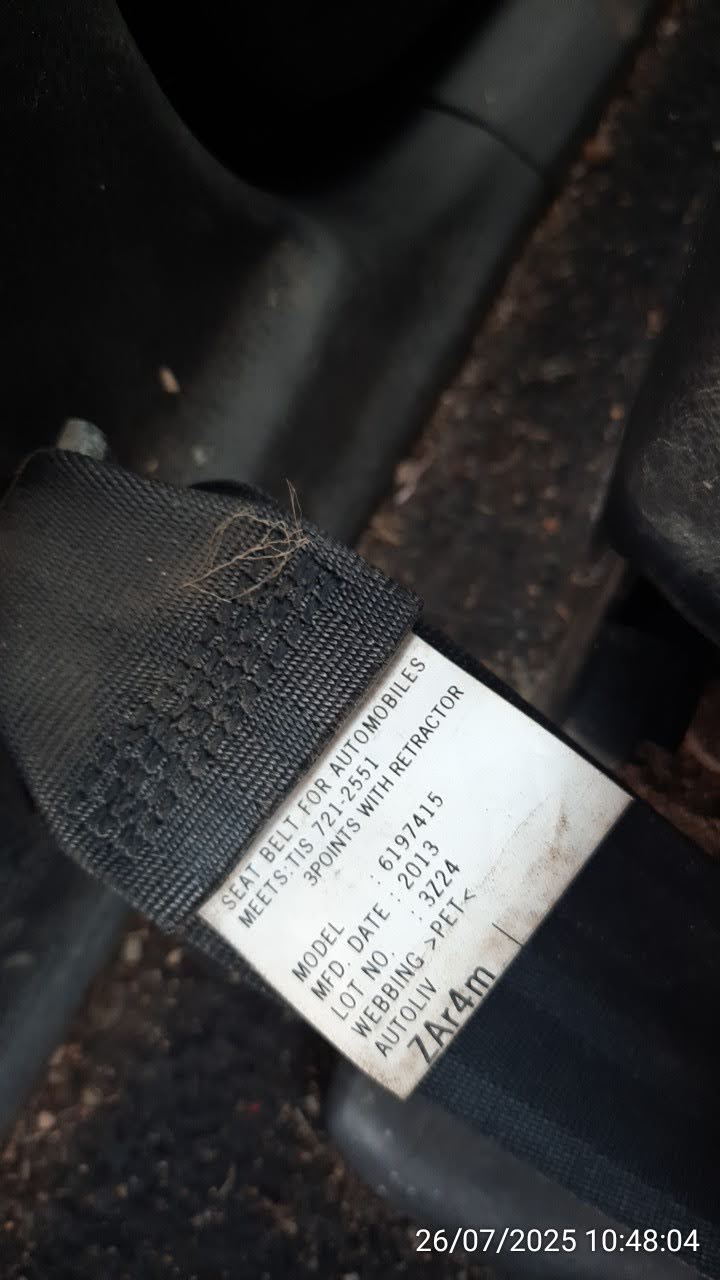 SEAT BELT FOR AUTOMOBILES
MEETS:TIS 721-2551
3POINTS WITH RETRACTOR
MODEL : 6197415
MFD. DATE : 2013
LOT NO. : 3Z24
WEBBING >PET<
AUTOLIV
ZAr4m
26/07/2025 10:48:04